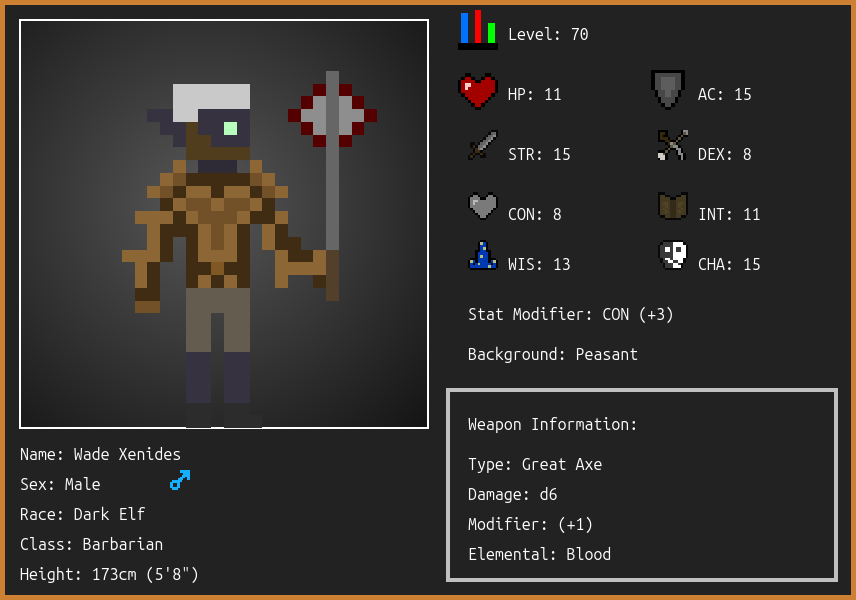 Level: 70
HP: 11
AC: 15
STR: 15
DEX: 8
CON: 8
INT: 11
WIS: 13
CHA: 15
Stat Modifier: CON (+3)
Background: Peasant
Weapon Information:
Type: Great Axe
Damage: d6
Modifier: (+1)
Elemental: Blood
Name: Wade Xenides
Sex: Male
Race: Dark Elf
Class: Barbarian
Height: 173cm (5'8")